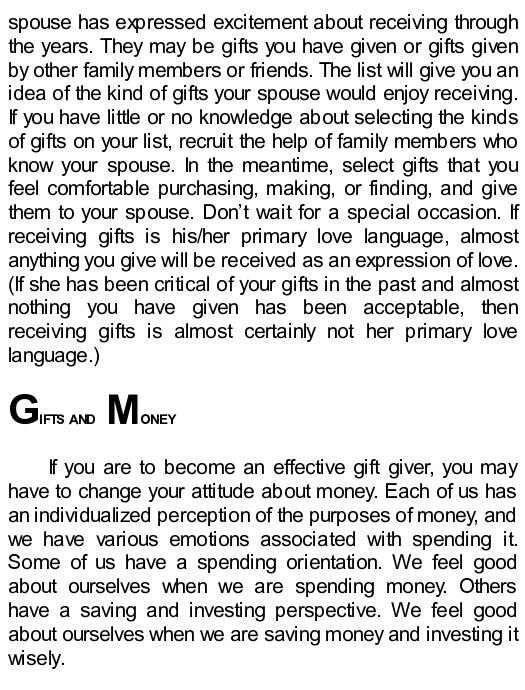 spouse has expressed excitement about receiving through
the years. They may be gifts you have given or gifts given
by other family members or friends. The list will give you an
idea of the kind of gifts your spouse would enjoy receiving.
If you have little or no knowledge about selecting the kinds
of gifts on your list, recruit the help of family members who
know your spouse. In the meantime, select gifts that you
feel comfortable purchasing, making, or finding, and give
them to your spouse. Don’t wait for a special occasion. If
receiving gifts is his/her primary love language, almost
anything you give will be received as an expression of love.
(If she has been critical of your gifts in the past and almost
nothing you have given has been acceptable, then
receiving gifts is almost certainly not her primary love
language.)
GIFTS AND MONEY
If you are to become an effective gift giver, you may
have to change your attitude about money. Each of us has
an individualized perception of the purposes of money, and
we have various emotions associated with spending it.
Some of us have a spending orientation. We feel good
about ourselves when we are spending money. Others
have a saving and investing perspective. We feel good
about ourselves when we are saving money and investing it
wisely.